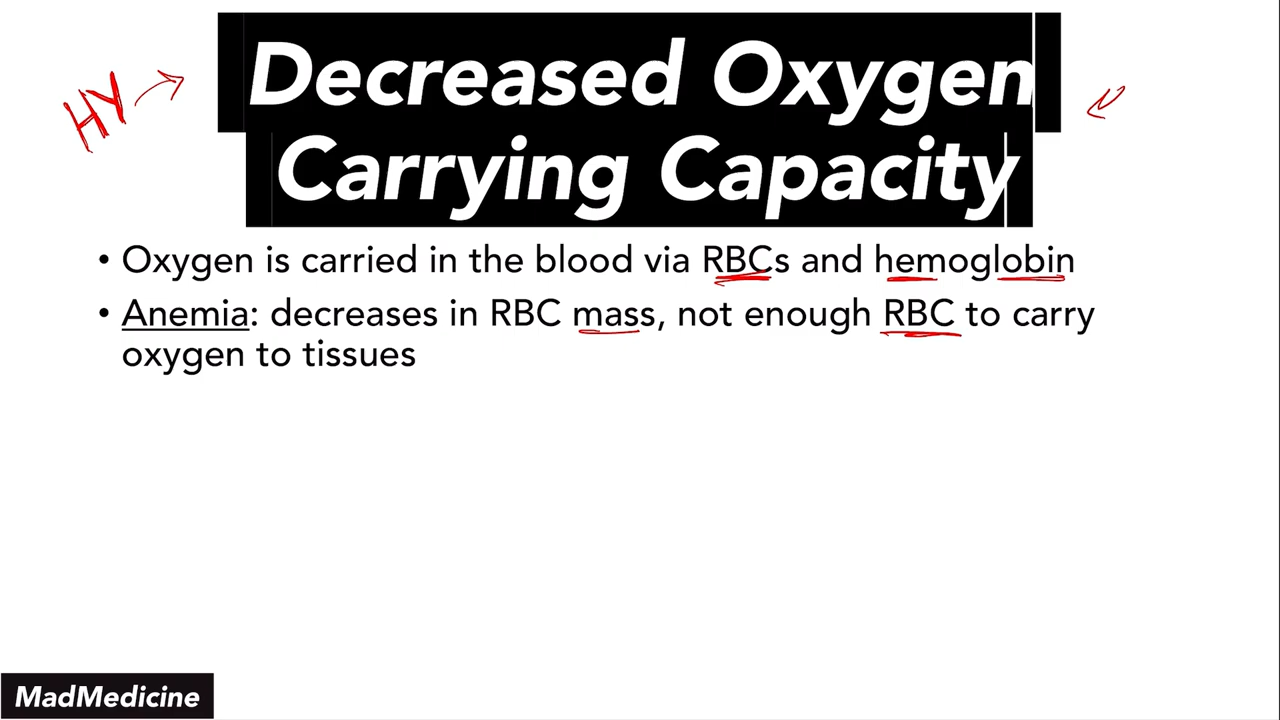 HY
Decreased Oxygen
Carrying Capacity
• Oxygen is carried in the blood via RBCs and hemoglobin
• Anemia: decreases in RBC mass, not enough RBC to carry
oxygen to tissues
MadMedicine